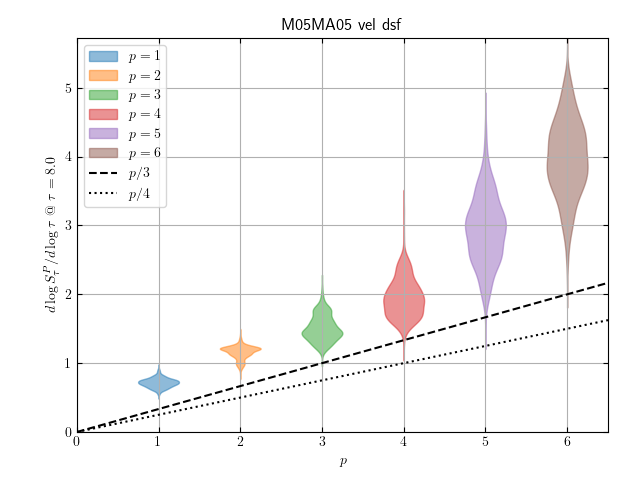 M05MA05 vel dsf
p = 1
p = 2
p = 3
p = 4
p = 5
p = 6
p/3
p/4
d log S_τ^P / d log τ @ τ = 8.0
5
4
3
2
1
0
0 1 2 3 4 5 6
p